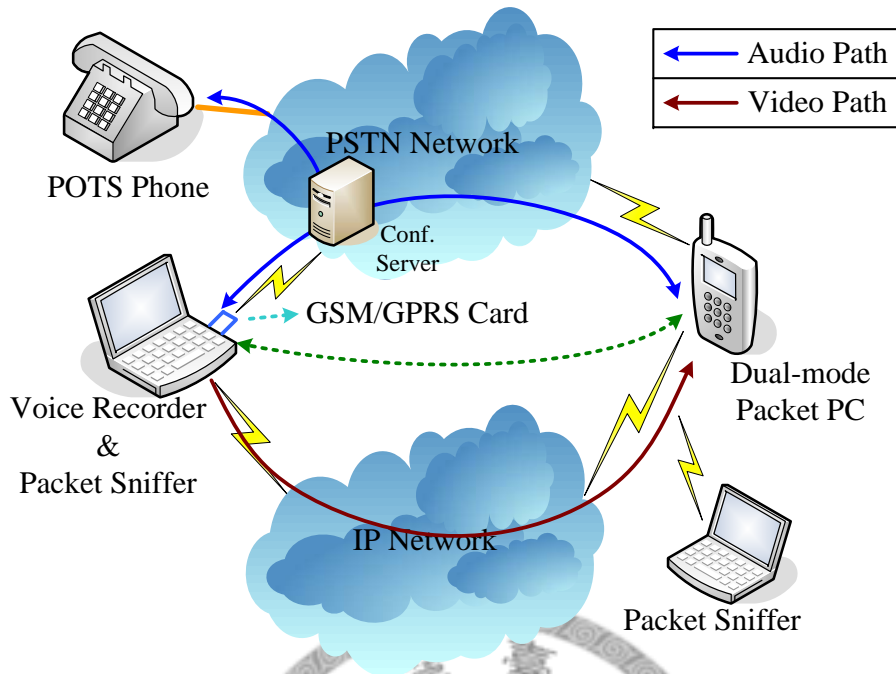 Audio Path
Video Path
PSTN Network
POTS Phone
Conf.
Server
GSM/GPRS Card
Dual-mode
Packet PC
Voice Recorder
&
Packet Sniffer
IP Network
Packet Sniffer